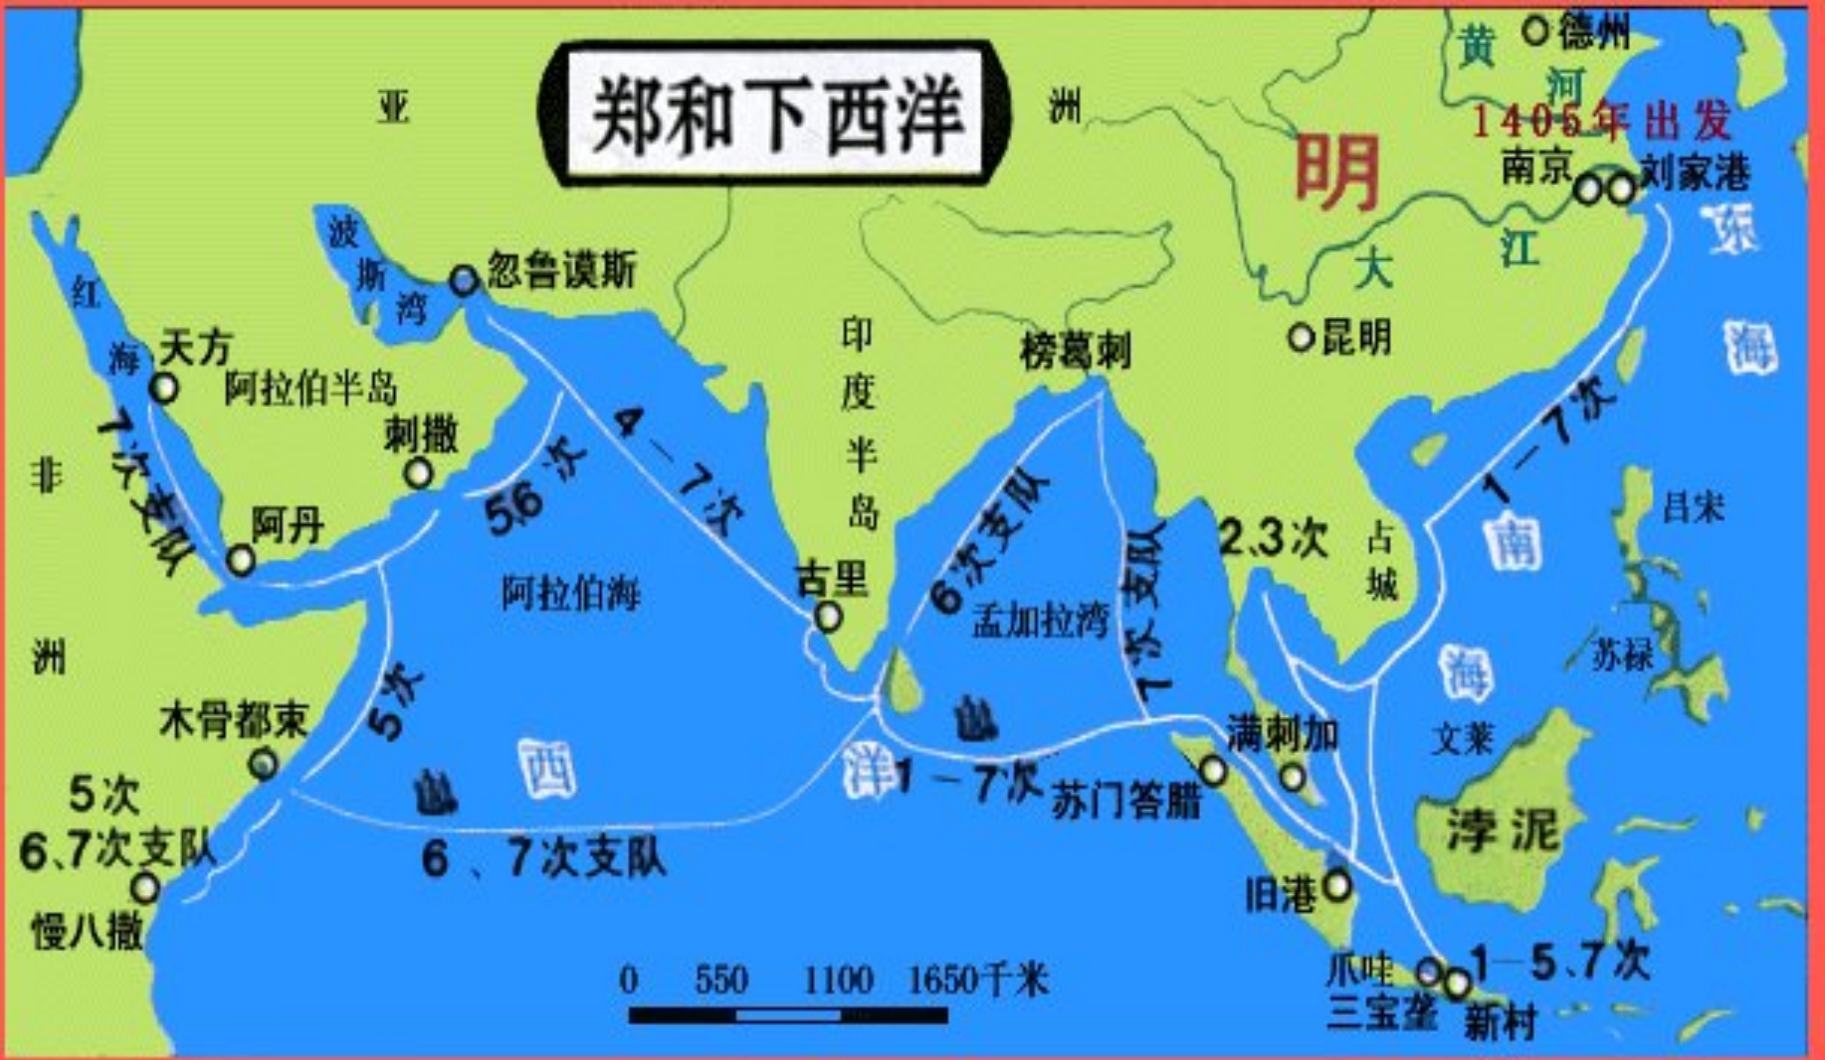 郑和下西洋
亚
洲
黄
河
德州
1405年出发
明
南京
刘家港
东
海
大
江
波
斯
湾
忽鲁谟斯
红
海
天方
阿拉伯半岛
刺撒
印
度
半
岛
榜葛刺
昆明
非
洲
7次支队
阿丹
56次
4-7次
阿拉伯海
古里
6次支队
孟加拉湾
7次支队
2、3次
占
城
1-7次
南
海
吕宋
苏禄
文莱
木骨都束
5次
5次
6、7次支队
慢八撒
西
洋
6、7次支队
1-7次
苏门答腊
满刺加
浡泥
旧港
爪哇
三宝垄
1-5、7次
新村
0 550 1100 1650千米